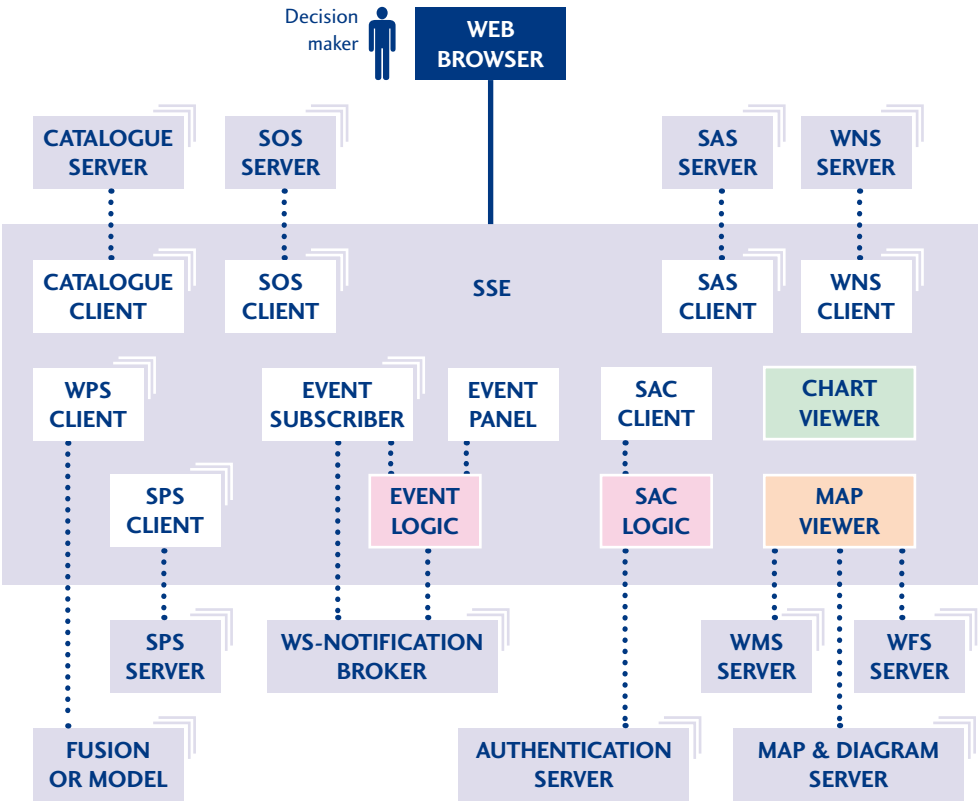 Decision
maker
WEB
BROWSER
CATALOGUE
SERVER
SOS
SERVER
SAS
SERVER
WNS
SERVER
CATALOGUE
CLIENT
SOS
CLIENT
SSE
SAS
CLIENT
WNS
CLIENT
WPS
CLIENT
EVENT
SUBSCRIBER
EVENT
PANEL
SAC
CLIENT
CHART
VIEWER
SPS
CLIENT
EVENT
LOGIC
SAC
LOGIC
MAP
VIEWER
SPS
SERVER
WS-NOTIFICATION
BROKER
WMS
SERVER
WFS
SERVER
FUSION
OR MODEL
AUTHENTICATION
SERVER
MAP & DIAGRAM
SERVER